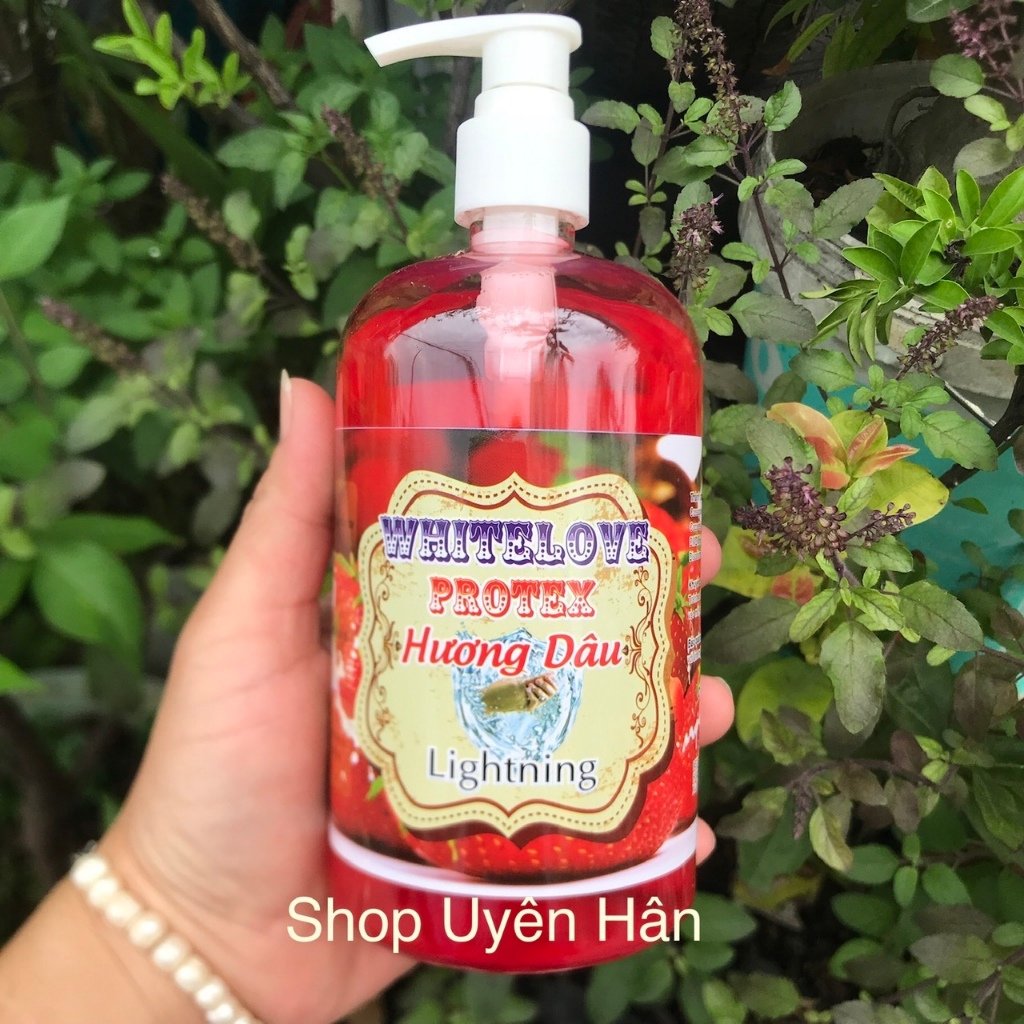 WHITELOVE
PROTEX
Hương Dâu
Lightning
Shop Uyên Hân